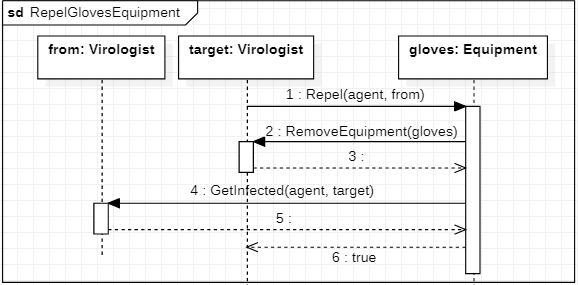 sd RepelGlovesEquipment
from: Virologist target: Virologist gloves: Equipment
1 : Repel(agent, from)
2 : RemoveEquipment(gloves)
3 :
4 : GetInfected(agent, target)
5 :
6 : true